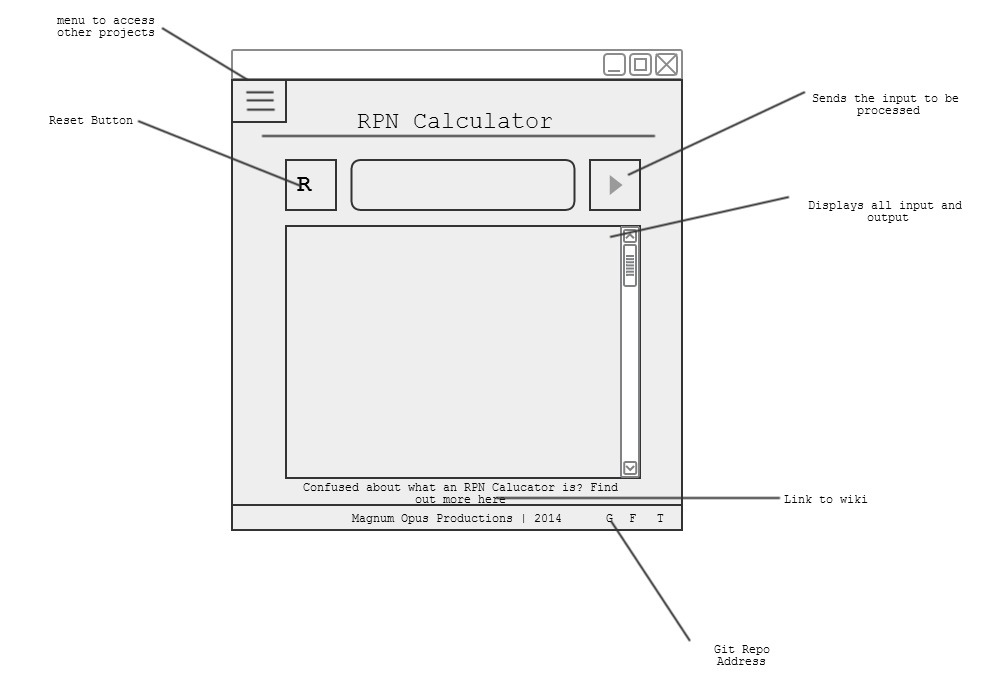 menu to access
other projects
Reset Button
RPN Calculator
R
Sends the input to be
processed
Displays all input and
output
Confused about what an RPN Calucator is? Find
out more here
Link to wiki
Magnum Opus Productions | 2014 G F T
Git Repo
Address